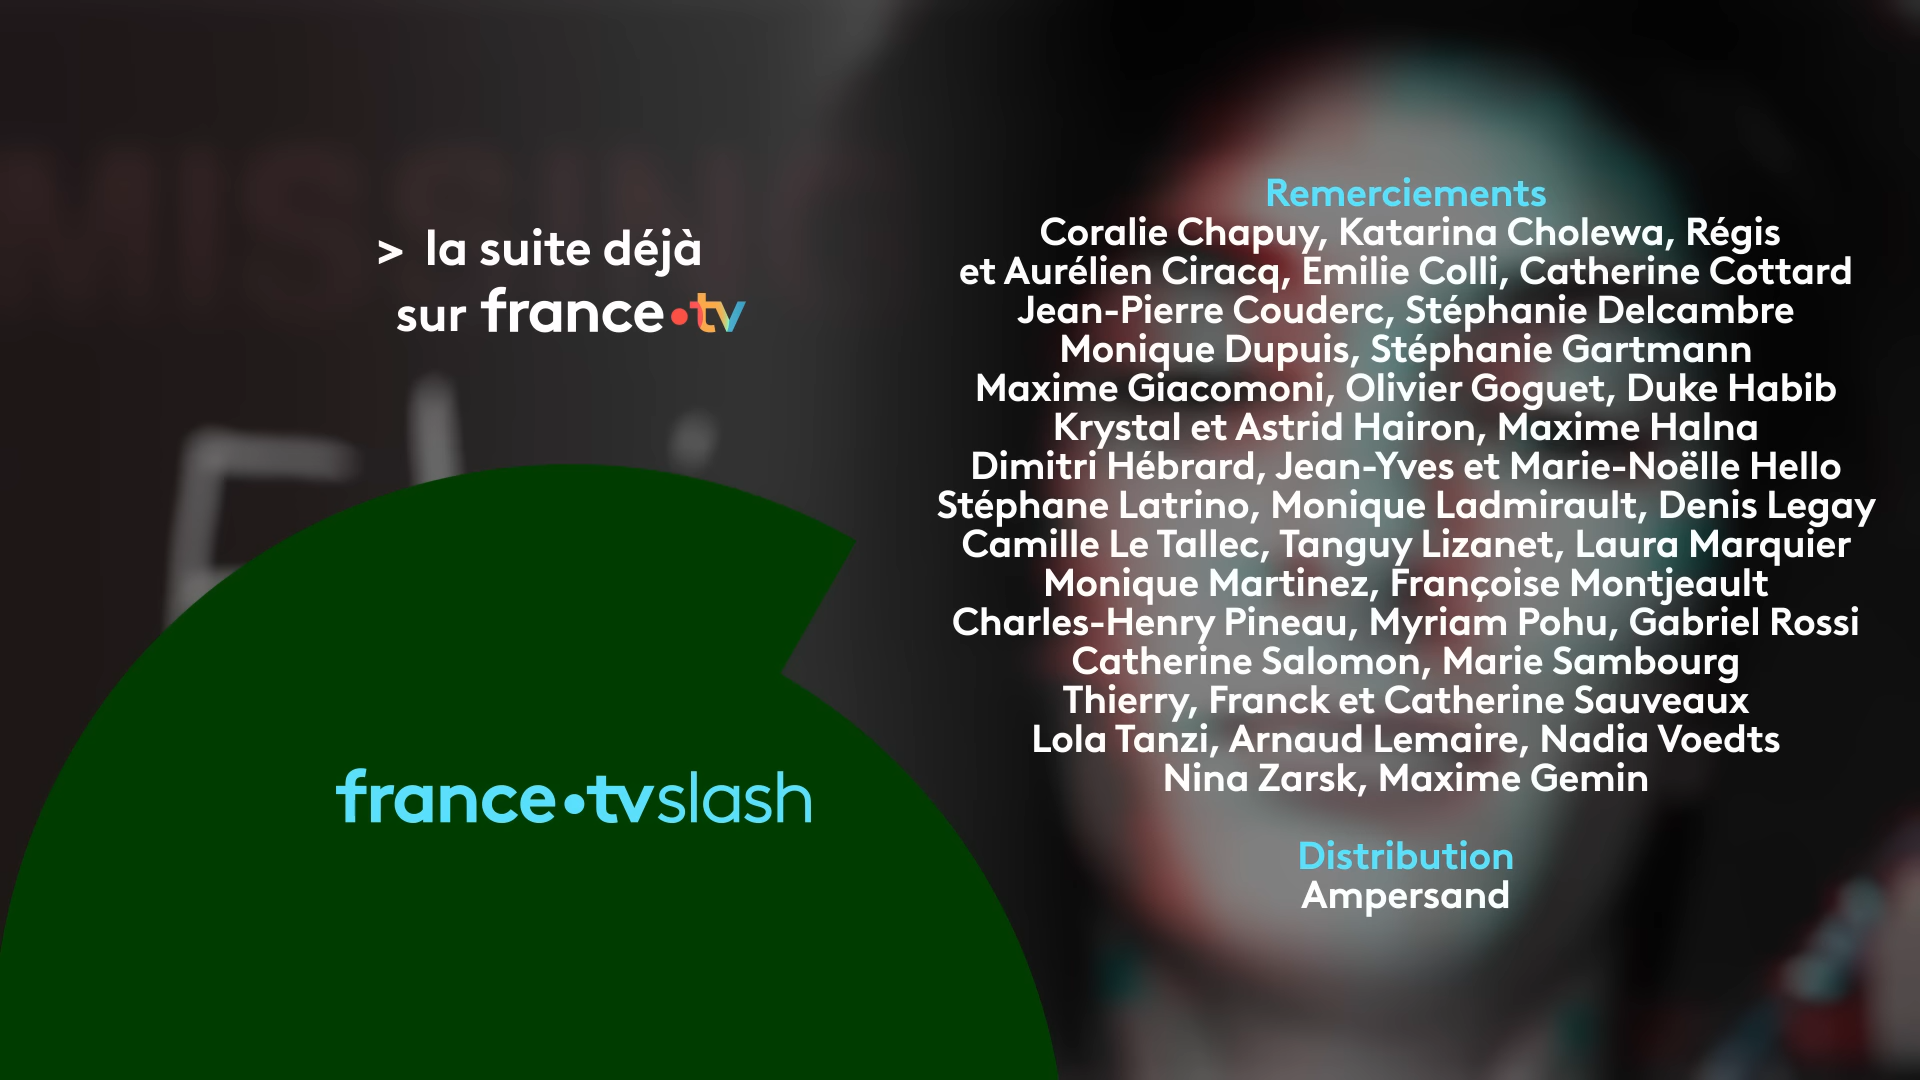 MISSING
> la suite déjà
sur france•tv
france•tvslash
Remerciements
Coralie Chapuy, Katarina Cholewa, Régis
et Aurélien Ciracq, Emilie Colli, Catherine Cottard
Jean-Pierre Couderc, Stéphanie Delcambre
Monique Dupuis, Stéphanie Gartmann
Maxime Giacomoni, Olivier Goguet, Duke Habib
Krystal et Astrid Hairon, Maxime Halna
Dimitri Hébrard, Jean-Yves et Marie-Noëlle Hello
Stéphane Latrino, Monique Ladmirault, Denis Legay
Camille Le Tallec, Tanguy Lizanet, Laura Marquier
Monique Martinez, Françoise Montjeault
Charles-Henry Pineau, Myriam Pohu, Gabriel Rossi
Catherine Salomon, Marie Sambourg
Thierry, Franck et Catherine Sauveaux
Lola Tanzi, Arnaud Lemaire, Nadia Voedts
Nina Zarsk, Maxime Gemin
Distribution
Ampersand